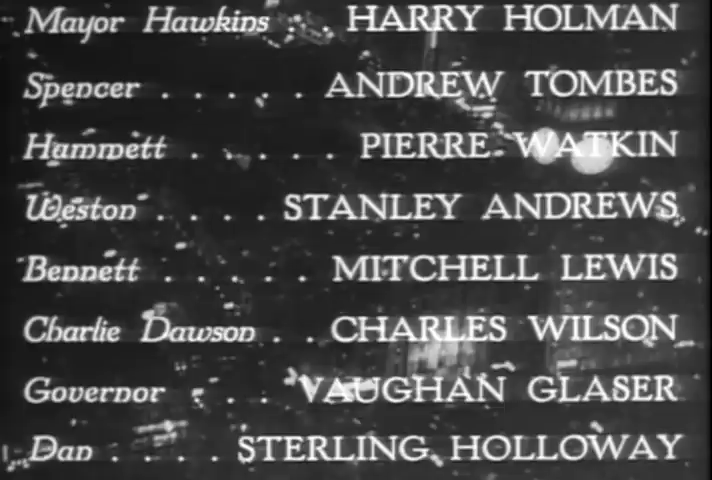 Mayor Hawkins . . HARRY HOLMAN
Spencer . . . . . ANDREW TOMBES
Hammett . . . . . PIERRE WATKIN
Weston . . . . STANLEY ANDREWS
Bennett . . . . . MITCHELL LEWIS
Charlie Dawson . . CHARLES WILSON
Governor . . . VAUGHAN GLASER
Dan . . . . STERLING HOLLOWAY